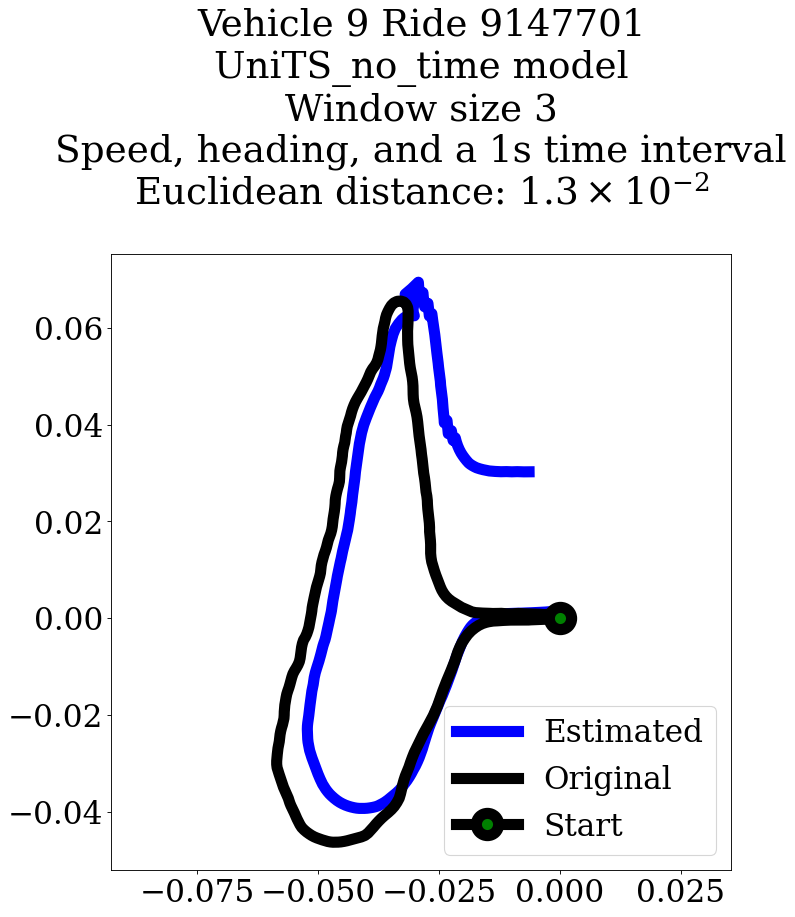 Vehicle 9 Ride 9147701
UniTS_no_time model
Window size 3
Speed, heading, and a 1s time interval
Euclidean distance: $1.3 \times 10^{-2}$
0.06
0.04
0.02
0.00
−0.02
−0.04
−0.075 −0.050 −0.025 0.000 0.025
Estimated
Original
Start